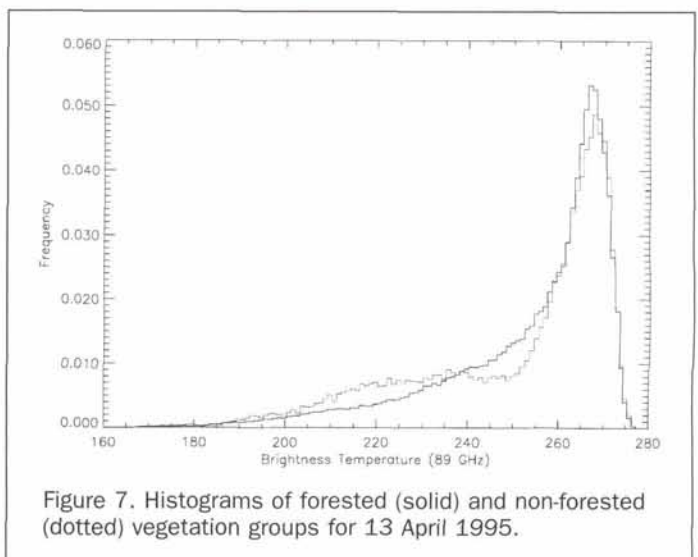 0.060
0.050
0.040
0.030
0.020
0.010
0.000
Frequency
160 180 200 220 240 260 280
Brightness Temperature (89 GHz)
Figure 7. Histograms of forested (solid) and non-forested
(dotted) vegetation groups for 13 April 1995.